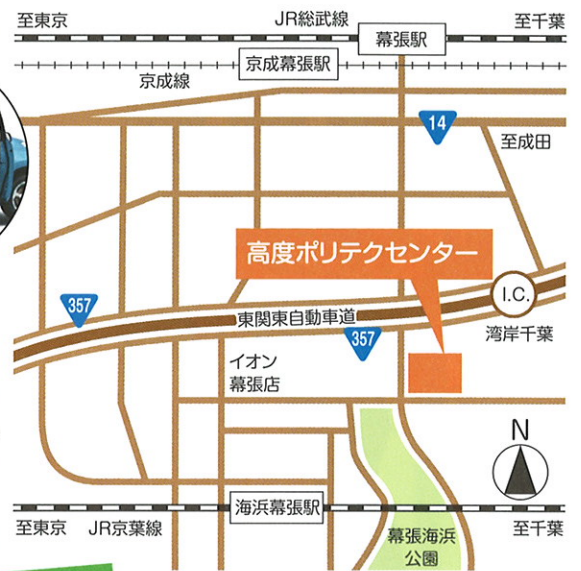 至東京
JR総武線
至千葉
幕張駅
京成幕張駅
京成線
14
至成田
高度ポリテクセンター
I.C.
357
東関東自動車道
357
湾岸千葉
イオン
幕張店
N
海浜幕張駅
至東京
JR京葉線
幕張海浜
公園
至千葉